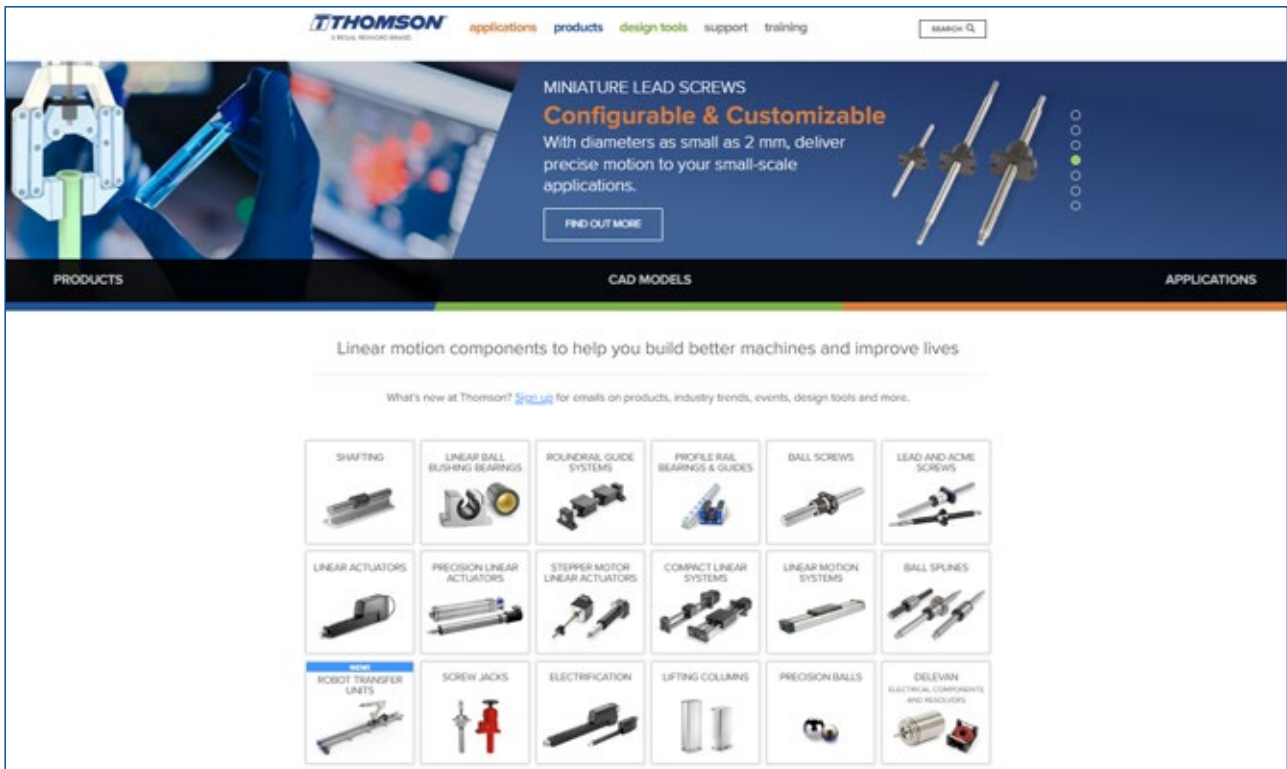 THOMSON
A REGAL REXNORD BRAND
applications products design tools support training
SEARCH
MINIATURE LEAD SCREWS
Configurable & Customizable
With diameters as small as 2 mm, deliver
precise motion to your small-scale
applications.
FIND OUT MORE
PRODUCTS CAD MODELS APPLICATIONS
Linear motion components to help you build better machines and improve lives
What's new at Thomson? Sign up for emails on products, industry trends, events, design tools and more.
SHAFTING
LINEAR BALL
BUSHING BEARINGS
ROUNDRAIL GUIDE
SYSTEMS
PROFILE RAIL
BEARINGS & GUIDES
BALL SCREWS
LEAD AND ACME
SCREWS
LINEAR ACTUATORS
PRECISION LINEAR
ACTUATORS
STEPPER MOTOR
LINEAR ACTUATORS
COMPACT LINEAR
SYSTEMS
LINEAR MOTION
SYSTEMS
BALL SPLINES
NEW!
ROBOT TRANSFER
UNITS
SCREW JACKS
ELECTRIFICATION
LIFTING COLUMNS
PRECISION BALLS
DELEVAN
ELECTRICAL COMPONENTS
AND RESOLVERS